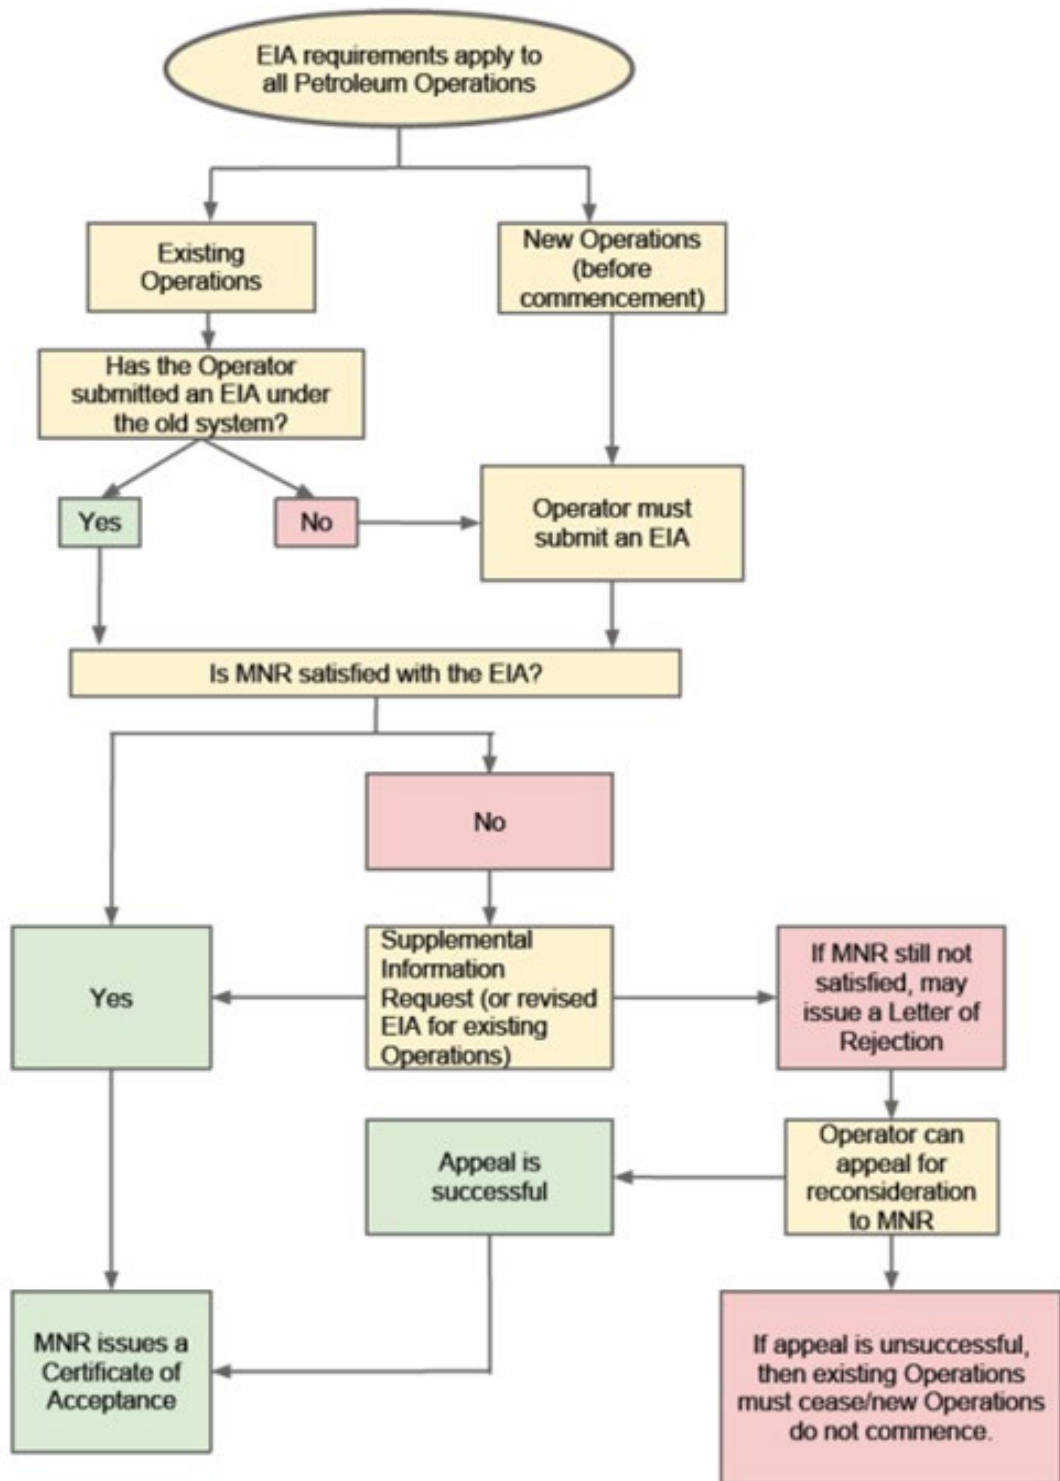 EIA requirements apply to
all Petroleum Operations
Existing
Operations
New Operations
(before
commencement)
Has the Operator
submitted an EIA under
the old system?
Yes
No
Operator must
submit an EIA
Is MNR satisfied with the EIA?
No
Yes
Supplemental
Information
Request (or revised
EIA for existing
Operations)
If MNR still not
satisfied, may
issue a Letter of
Rejection
Appeal is
successful
Operator can
appeal for
reconsideration
to MNR
MNR issues a
Certificate of
Acceptance
If appeal is unsuccessful,
then existing Operations
must cease/new Operations
do not commence.